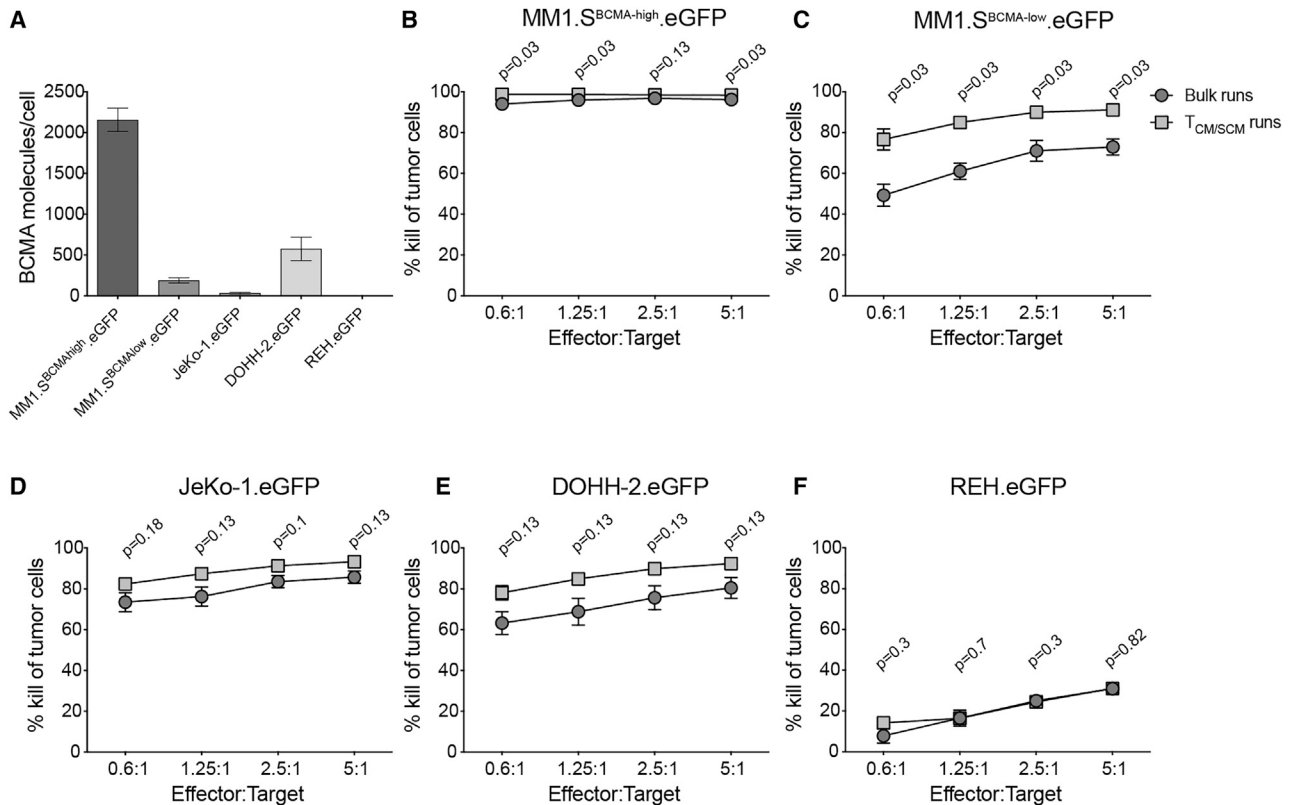 A
BCMA molecules/cell
2500
2000
1500
1000
500
0
MM1.S^BCMAhigh.eGFP
MM1.S^BCMAlow.eGFP
JeKo-1.eGFP
DOHH-2.eGFP
REH.eGFP
B
MM1.S^BCMA-high.eGFP
p=0.03
p=0.03
p=0.13
p=0.03
% kill of tumor cells
100
80
60
40
20
0
0.6:1 1.25:1 2.5:1 5:1
Effector:Target
C
MM1.S^BCMA-low.eGFP
p=0.03
p=0.03
p=0.03
p=0.03
% kill of tumor cells
100
80
60
40
20
0
0.6:1 1.25:1 2.5:1 5:1
Effector:Target
Bulk runs
T_CM/SCM runs
D
JeKo-1.eGFP
p=0.18
p=0.13
p=0.1
p=0.13
% kill of tumor cells
100
80
60
40
20
0
0.6:1 1.25:1 2.5:1 5:1
Effector:Target
E
DOHH-2.eGFP
p=0.13
p=0.13
p=0.13
p=0.13
% kill of tumor cells
100
80
60
40
20
0
0.6:1 1.25:1 2.5:1 5:1
Effector:Target
F
REH.eGFP
p=0.3
p=0.7
p=0.3
p=0.82
% kill of tumor cells
100
80
60
40
20
0
0.6:1 1.25:1 2.5:1 5:1
Effector:Target